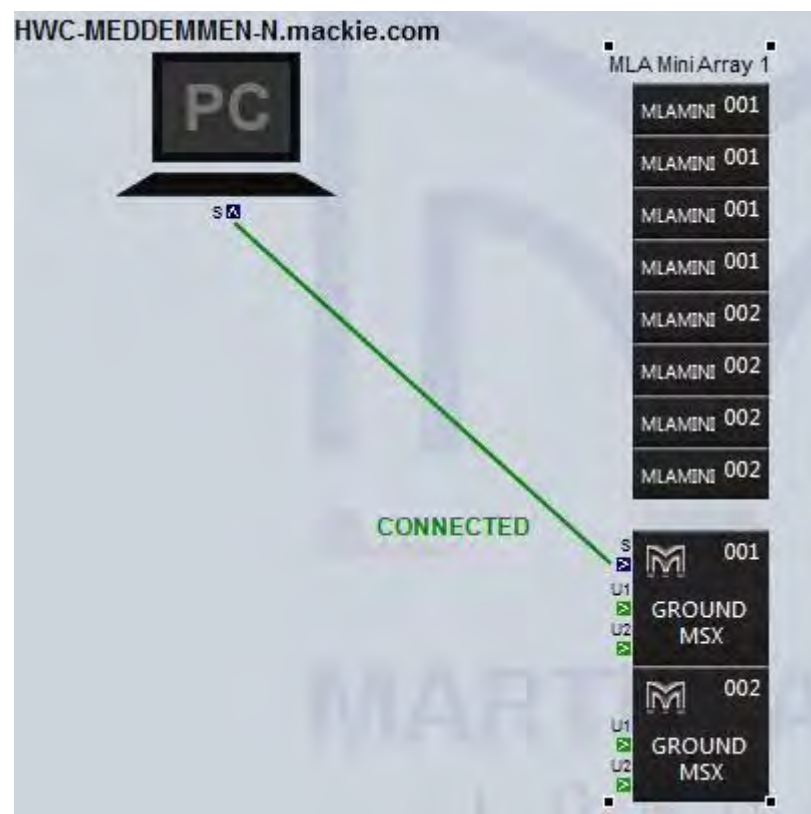 HWC-MEDDEMMEN-N.mackie.com
PC
S
CONNECTED
MLA Mini Array 1
MLAMINI 001
MLAMINI 001
MLAMINI 001
MLAMINI 001
MLAMINI 002
MLAMINI 002
MLAMINI 002
MLAMINI 002
S
001
U1
GROUND
U2
MSX
002
U1
GROUND
U2
MSX
MART